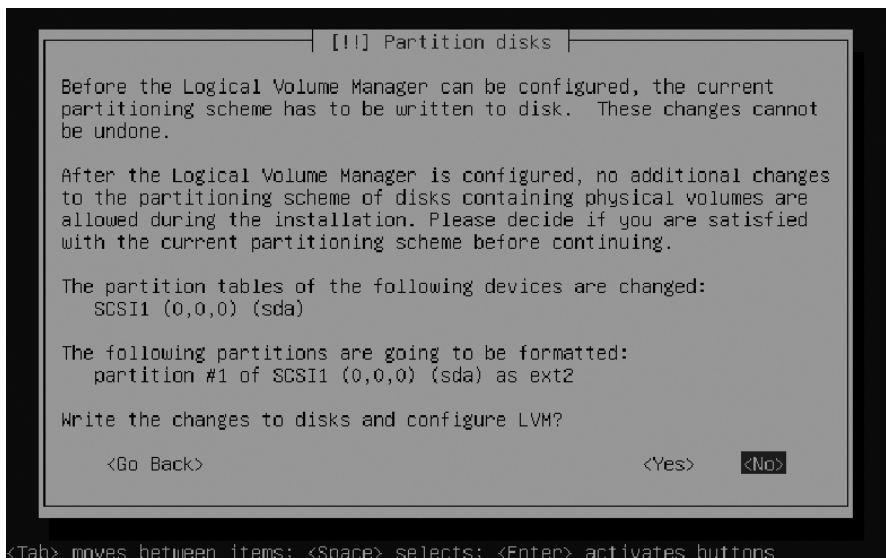 [!!] Partition disks
Before the Logical Volume Manager can be configured, the current
partitioning scheme has to be written to disk.  These changes cannot
be undone.
After the Logical Volume Manager is configured, no additional changes
to the partitioning scheme of disks containing physical volumes are
allowed during the installation. Please decide if you are satisfied
with the current partitioning scheme before continuing.
The partition tables of the following devices are changed:
SCSI1 (0,0,0) (sda)
The following partitions are going to be formatted:
partition #1 of SCSI1 (0,0,0) (sda) as ext2
Write the changes to disks and configure LVM?
<Go Back> <Yes> <No>
<Tab> moves between items; <Space> selects; <Enter> activates buttons